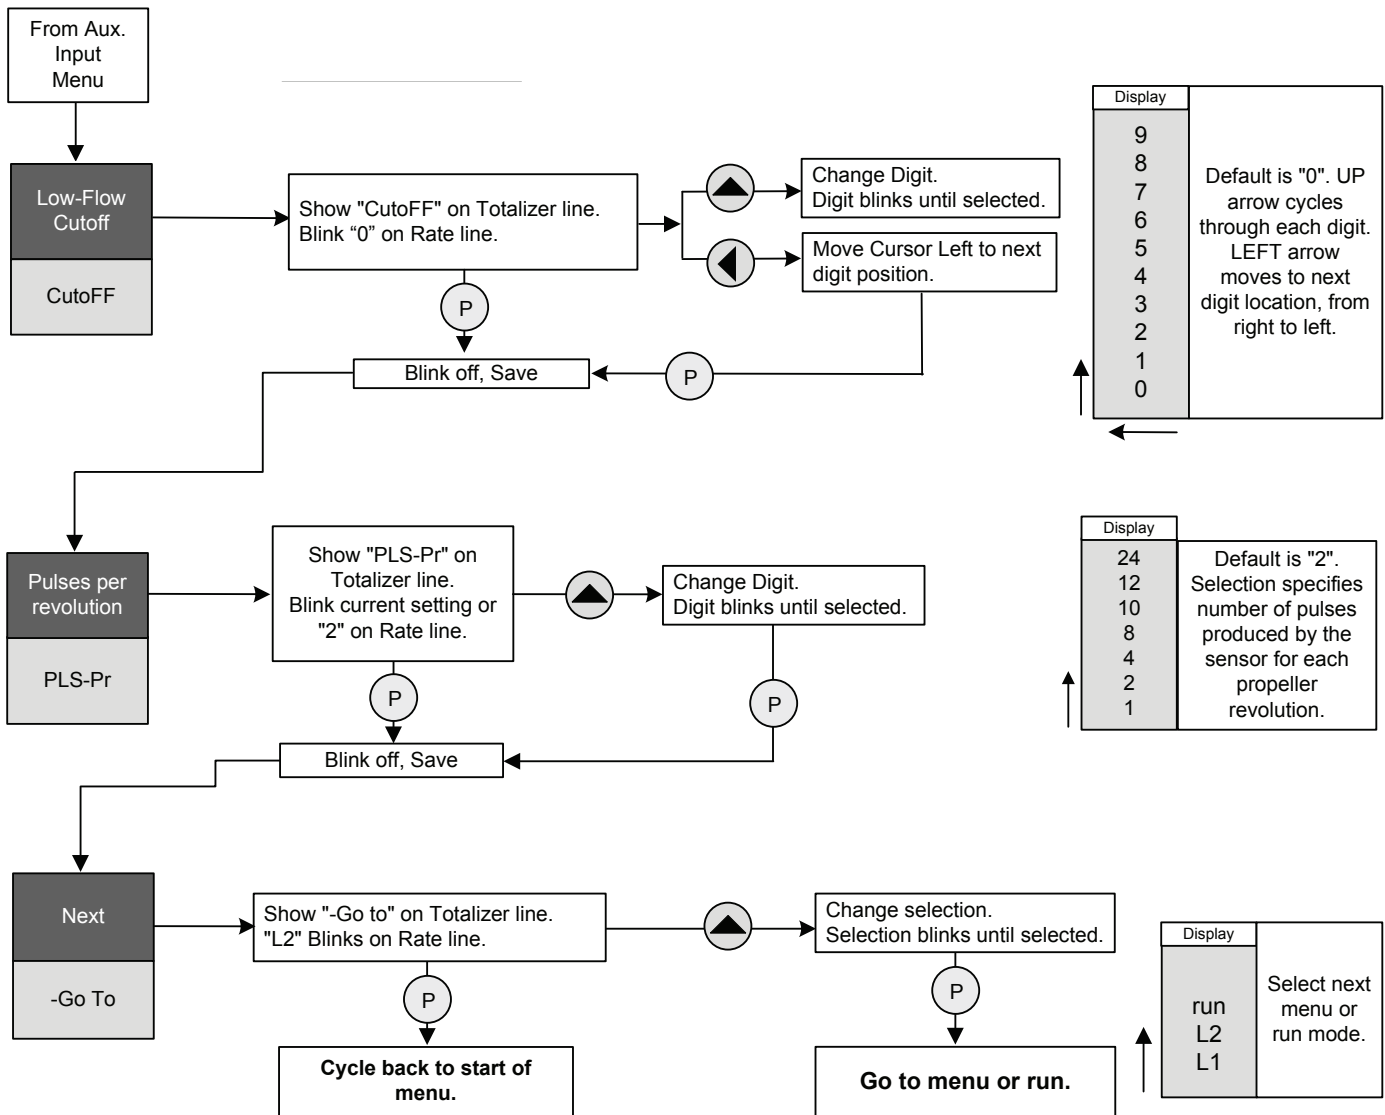 From Aux.
Input
Menu
Low-Flow
Cutoff
CutoFF
Show "CutoFF" on Totalizer line.
Blink “0” on Rate line.
Change Digit.
Digit blinks until selected.
Move Cursor Left to next
digit position.
P
Blink off, Save
P
Display
9
8
7
6
5
4
3
2
1
0
Default is "0". UP
arrow cycles
through each digit.
LEFT arrow
moves to next
digit location, from
right to left.
Pulses per
revolution
PLS-Pr
Show "PLS-Pr" on
Totalizer line.
Blink current setting or
"2" on Rate line.
Change Digit.
Digit blinks until selected.
P
P
Blink off, Save
Display
24
12
10
8
4
2
1
Default is "2".
Selection specifies
number of pulses
produced by the
sensor for each
propeller
revolution.
Next
-Go To
Show "-Go to" on Totalizer line.
"L2" Blinks on Rate line.
Change selection.
Selection blinks until selected.
P
P
Cycle back to start of
menu.
Go to menu or run.
Display
run
L2
L1
Select next
menu or
run mode.